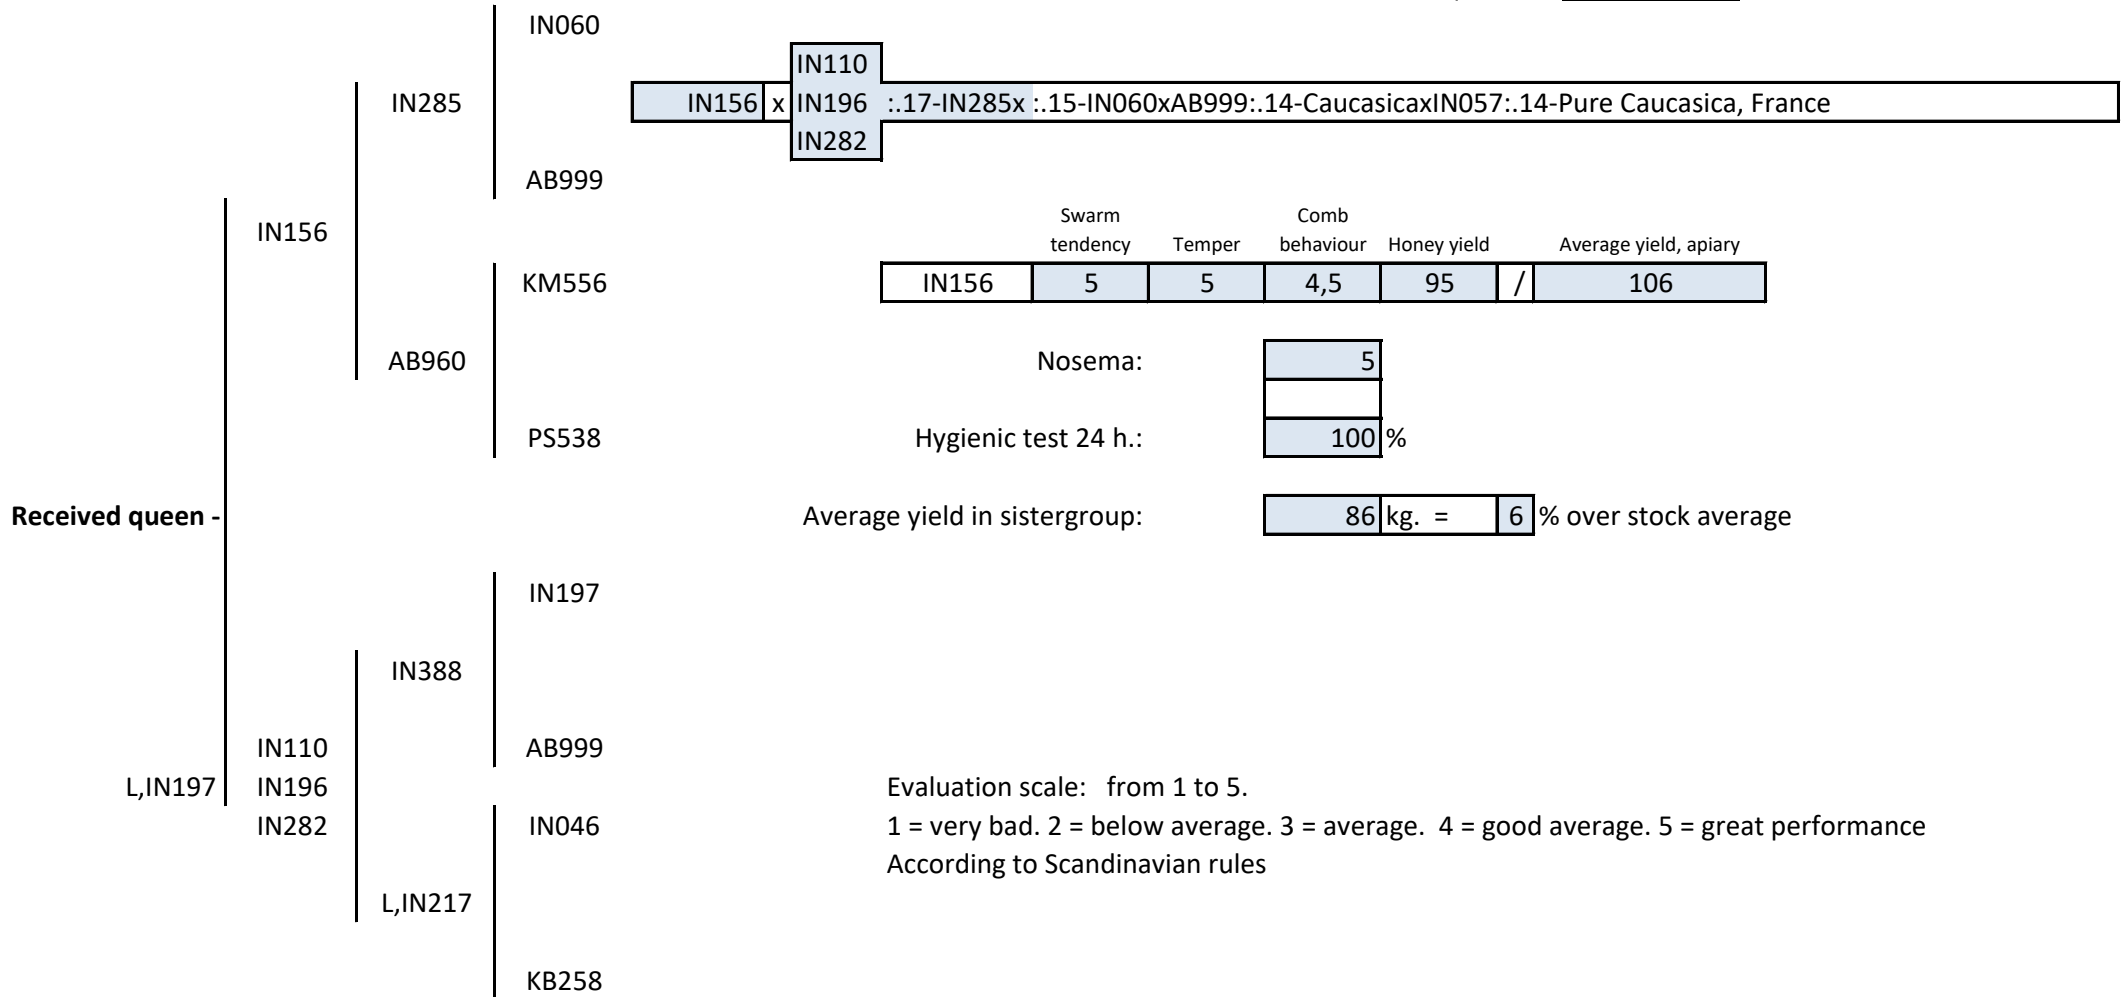 IN060
IN110
IN285
IN156 x IN196 :.17-IN285x :.15-IN060xAB999:.14-CaucasicaxIN057:.14-Pure Caucasica, France
IN282
AB999
Swarm tendency Temper Comb behaviour Honey yield Average yield, apiary
IN156
KM556
IN156 5 5 4,5 95 / 106
AB960
Nosema: 5
PS538
Hygienic test 24 h.: 100 %
Received queen -
Average yield in sistergroup: 86 kg. = 6 % over stock average
IN197
IN388
IN110
AB999
L,IN197
IN196
Evaluation scale: from 1 to 5.
IN282
IN046
1 = very bad. 2 = below average. 3 = average. 4 = good average. 5 = great performance
According to Scandinavian rules
L,IN217
KB258